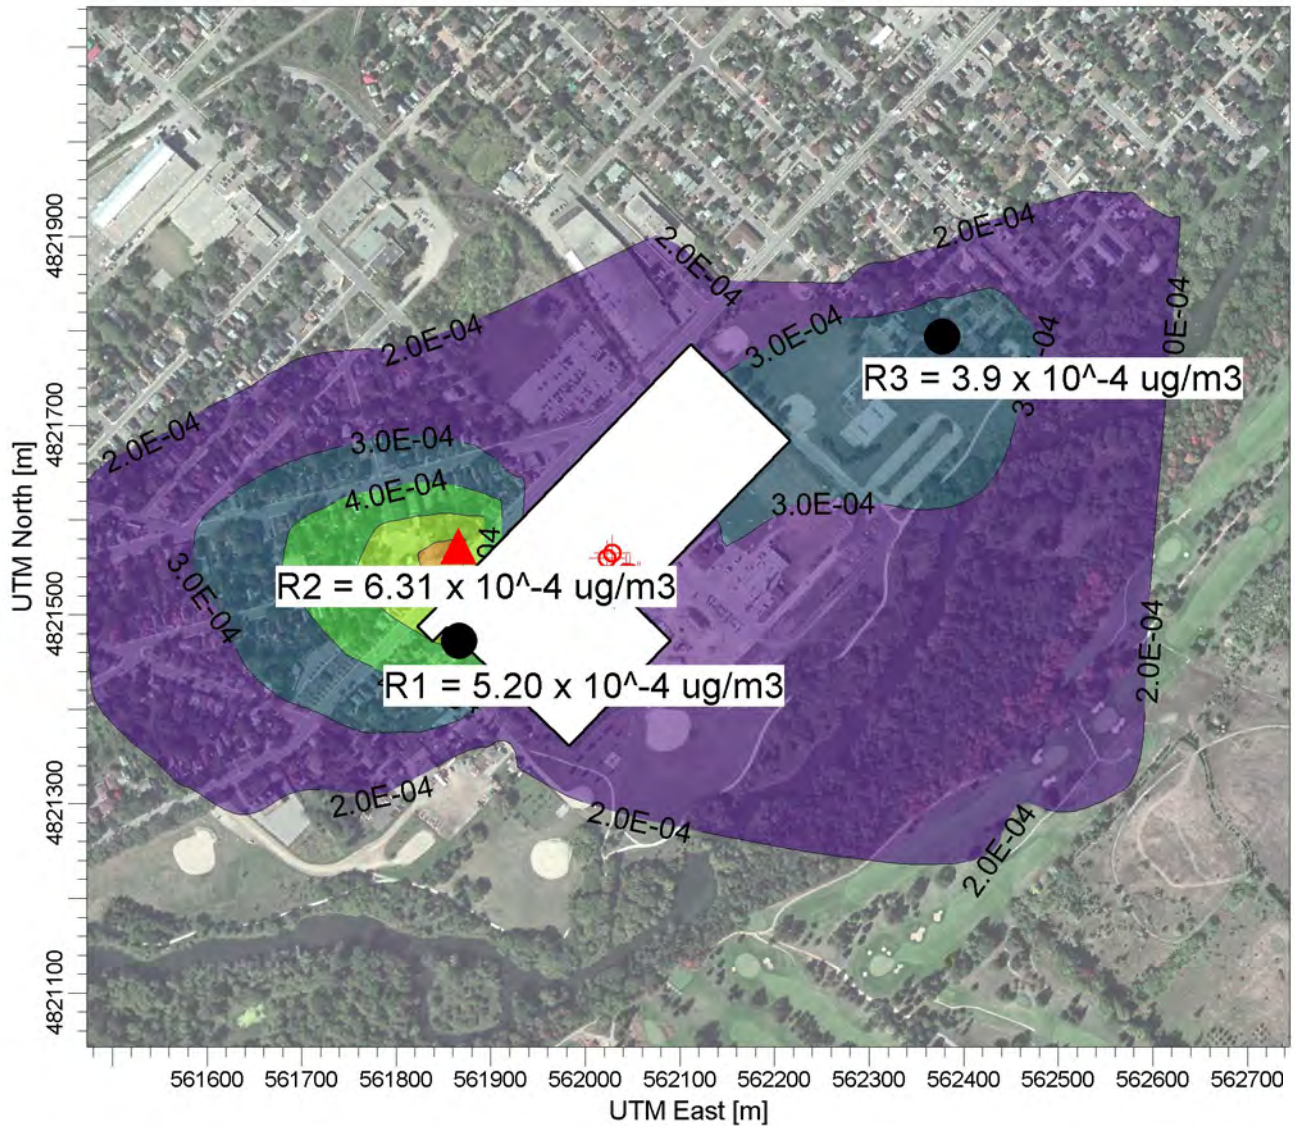 2.0E-04
2.0E-04
2.0E-04
3.0E-04
2.0E-04
3.0E-04
R3 = 3.9 x 10^-4 ug/m3
2.0E-04
3.0E-04
4.0E-04
3.0E-04
3.0E-04
R2 = 6.31 x 10^-4 ug/m3
R1 = 5.20 x 10^-4 ug/m3
2.0E-04
2.0E-04
2.0E-04
2.0E-04
UTM North [m]
4821900
4821700
4821500
4821300
4821100
561600 561700 561800 561900 562000 562100 562200 562300 562400 562500 562600 562700
UTM East [m]